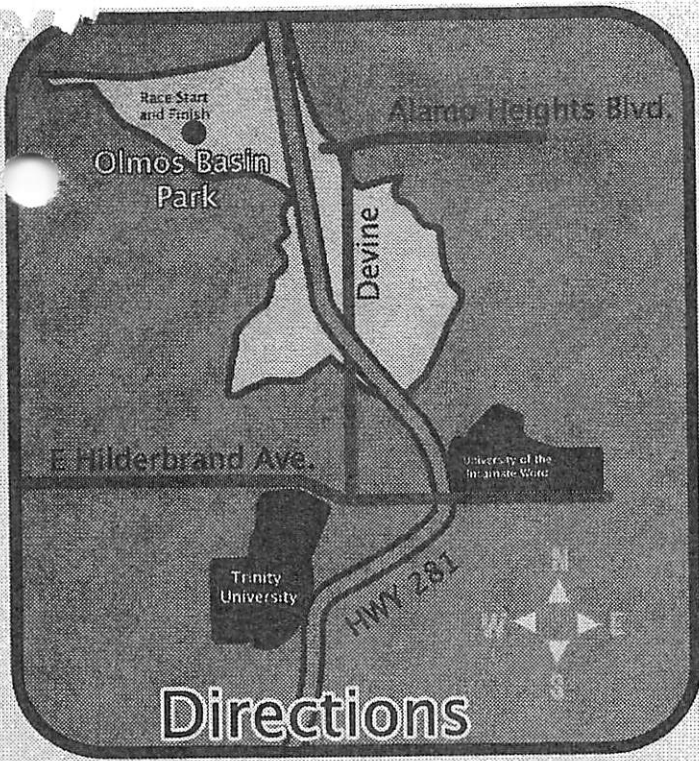 Race Start
and Finish
Olmos Basin
Park
Alamo Heights Blvd.
Devine
E Hilderbrand Ave.
University of the
Incarnate Word
Trinity
University
HWY 281
N
W E
S
Directions